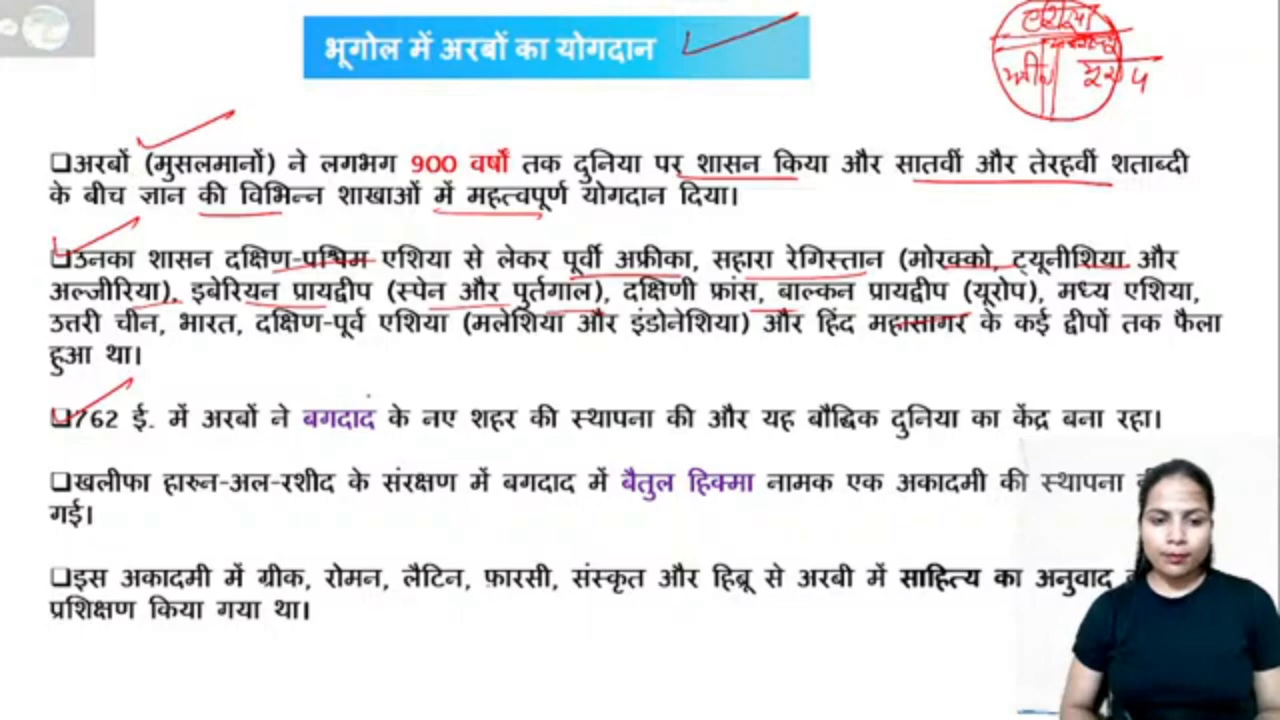 भूगोल में अरबों का योगदान
एशिया
❑अरबों (मुसलमानों) ने लगभग 900 वर्षों तक दुनिया पर शासन किया और सातवीं और तेरहवीं शताब्दी
के बीच ज्ञान की विभिन्न शाखाओं में महत्वपूर्ण योगदान दिया।
❑उनका शासन दक्षिण-पश्चिम एशिया से लेकर पूर्वी अफ्रीका, सहारा रेगिस्तान (मोरक्को, ट्यूनीशिया और
अल्जीरिया), इबेरियन प्रायद्वीप (स्पेन और पुर्तगाल), दक्षिणी फ्रांस, बाल्कन प्रायद्वीप (यूरोप), मध्य एशिया,
उत्तरी चीन, भारत, दक्षिण-पूर्व एशिया (मलेशिया और इंडोनेशिया) और हिंद महासागर के कई द्वीपों तक फैला
हुआ था।
❑762 ई. में अरबों ने बगदाद के नए शहर की स्थापना की और यह बौद्धिक दुनिया का केंद्र बना रहा।
❑खलीफा हारुन-अल-रशीद के संरक्षण में बगदाद में बैतुल हिक्मा नामक एक अकादमी की स्थापना
गई।
❑इस अकादमी में ग्रीक, रोमन, लैटिन, फ़ारसी, संस्कृत और हिब्रू से अरबी में साहित्य का अनुवाद
प्रशिक्षण किया गया था।